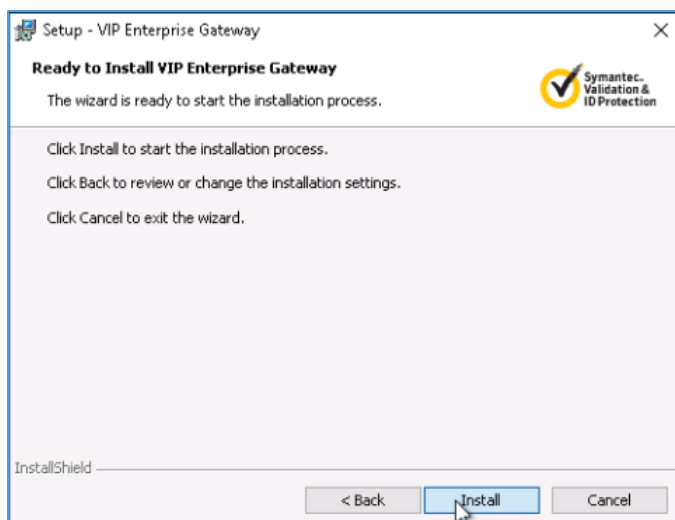 Setup - VIP Enterprise Gateway
Ready to Install VIP Enterprise Gateway
The wizard is ready to start the installation process.
Symantec.
Validation &
ID Protection
Click Install to start the installation process.
Click Back to review or change the installation settings.
Click Cancel to exit the wizard.
InstallShield
< Back
Install
Cancel